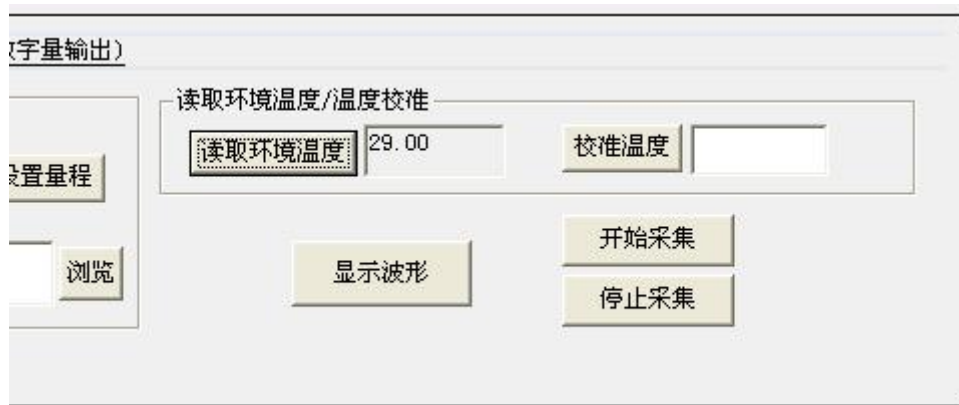 字量输出)
读取环境温度/温度校准
读取环境温度 29.00 校准温度
置量程
开始采集
浏览 显示波形
停止采集